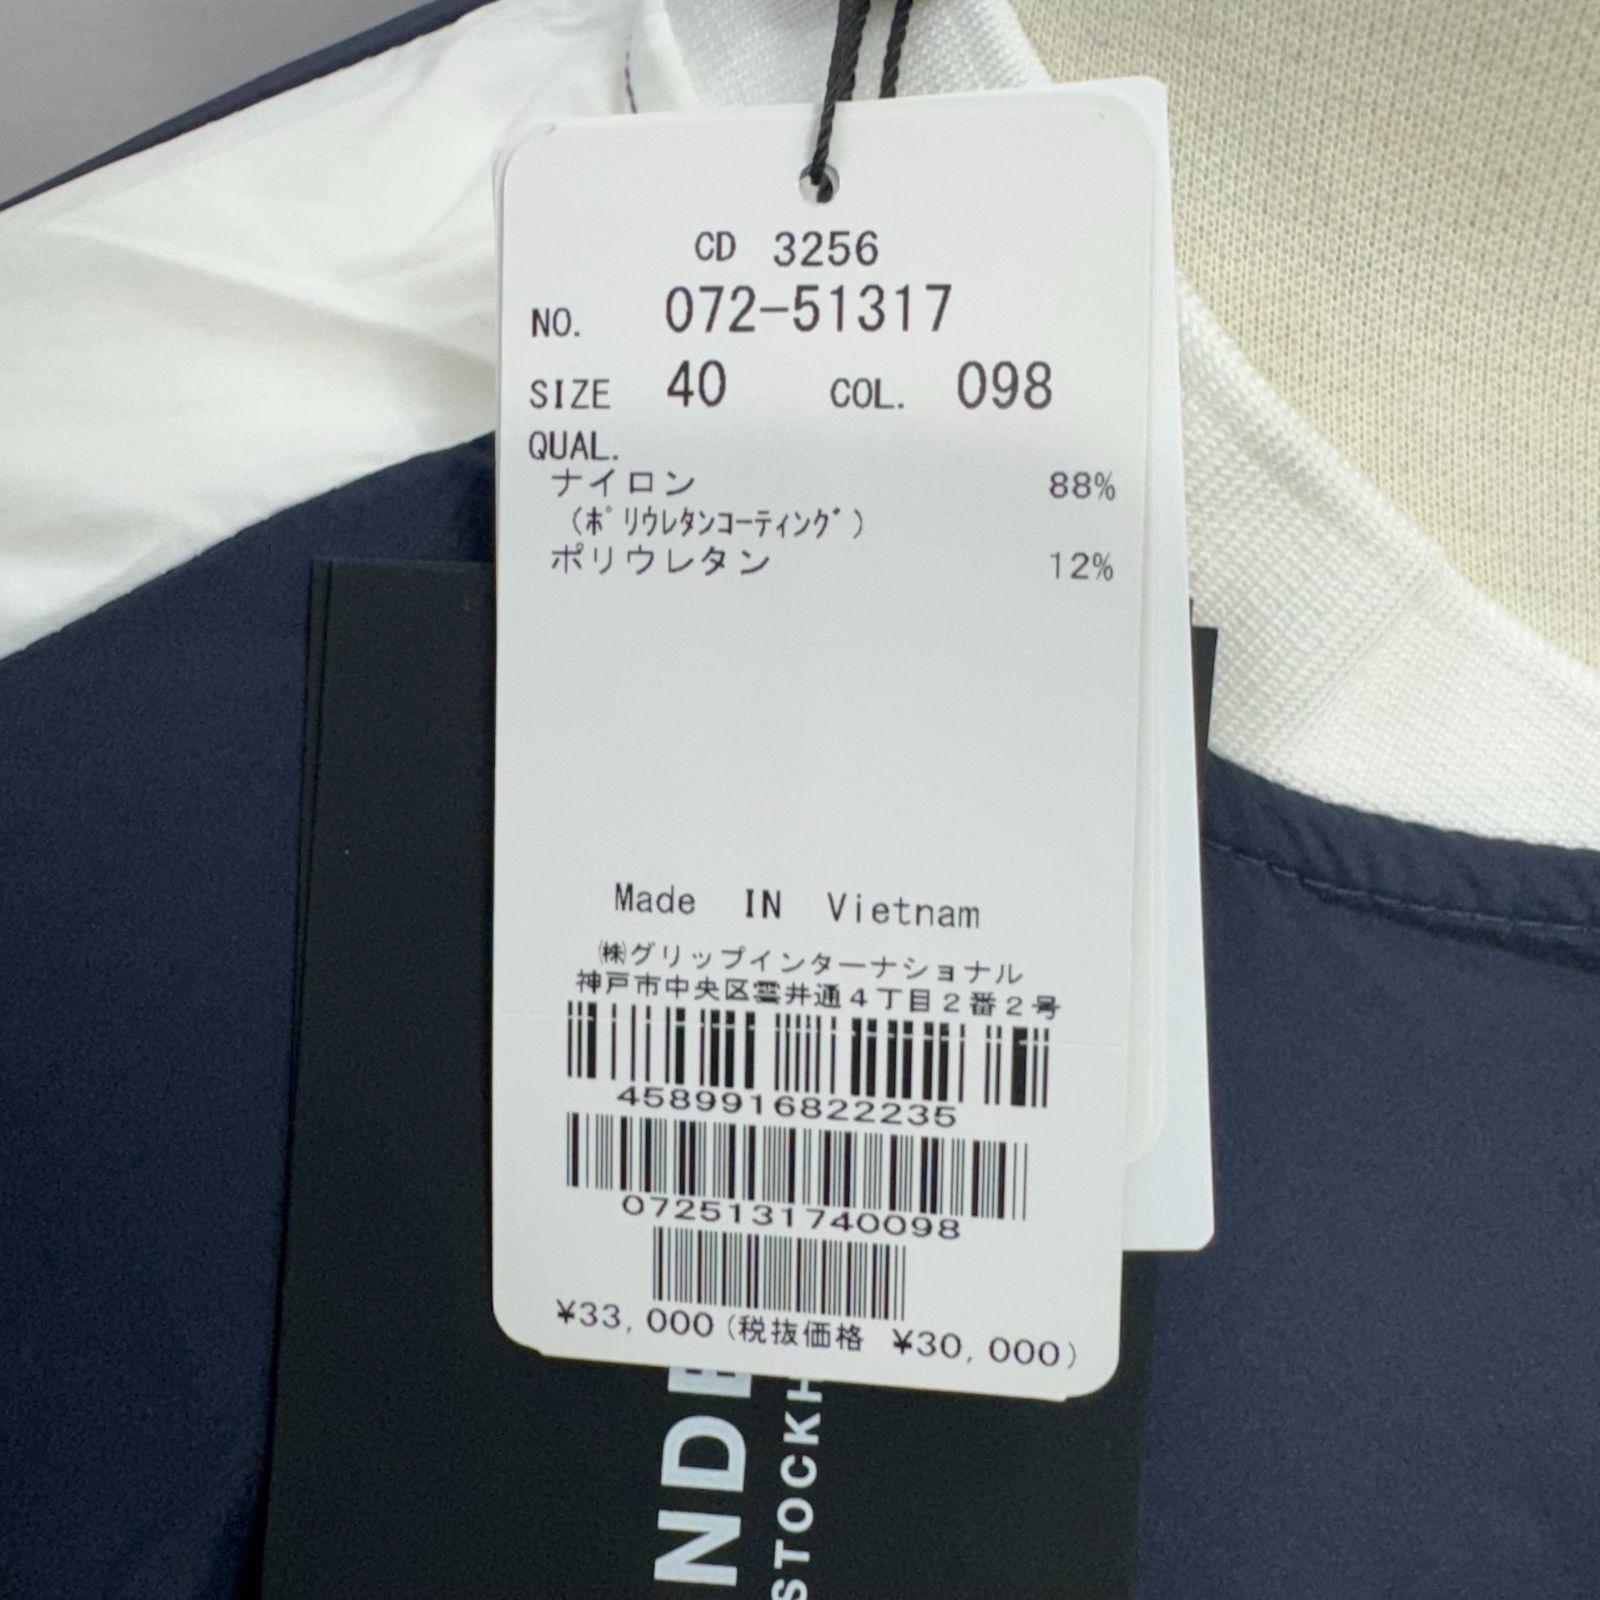 CD 3256
NO. 072-51317
SIZE 40 COL. 098
QUAL.
ナイロン 88%
(ポリウレタンコーティング)
ポリウレタン 12%
Made IN Vietnam
㈱グリップインターナショナル
神戸市中央区雲井通4丁目2番2号
4589916822235
0725131740098
¥33,000(税抜価格 ¥30,000)
NDE
STOCKH